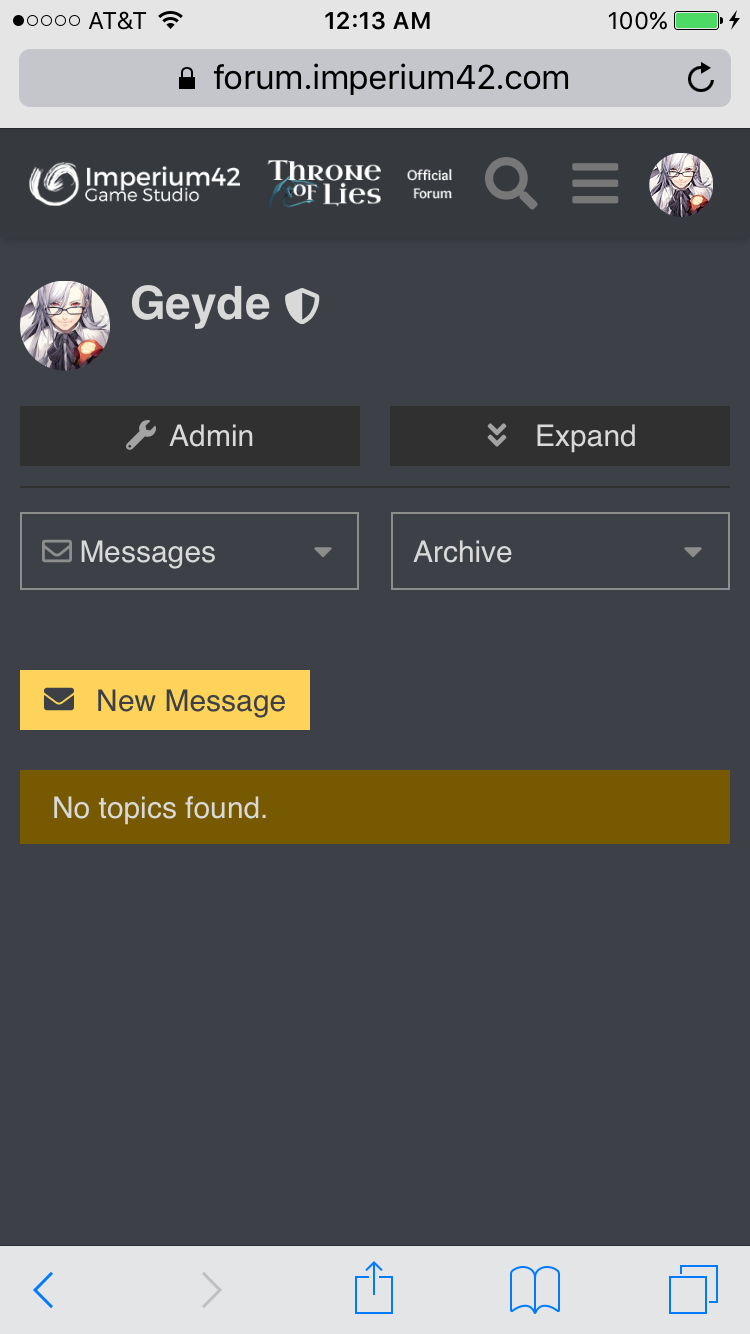 AT&T 12:13 AM 100%
forum.imperium42.com
Imperium42
Game Studio
THRONE
OF LIES
Official
Forum
Geyde
Admin Expand
Messages Archive
New Message
No topics found.